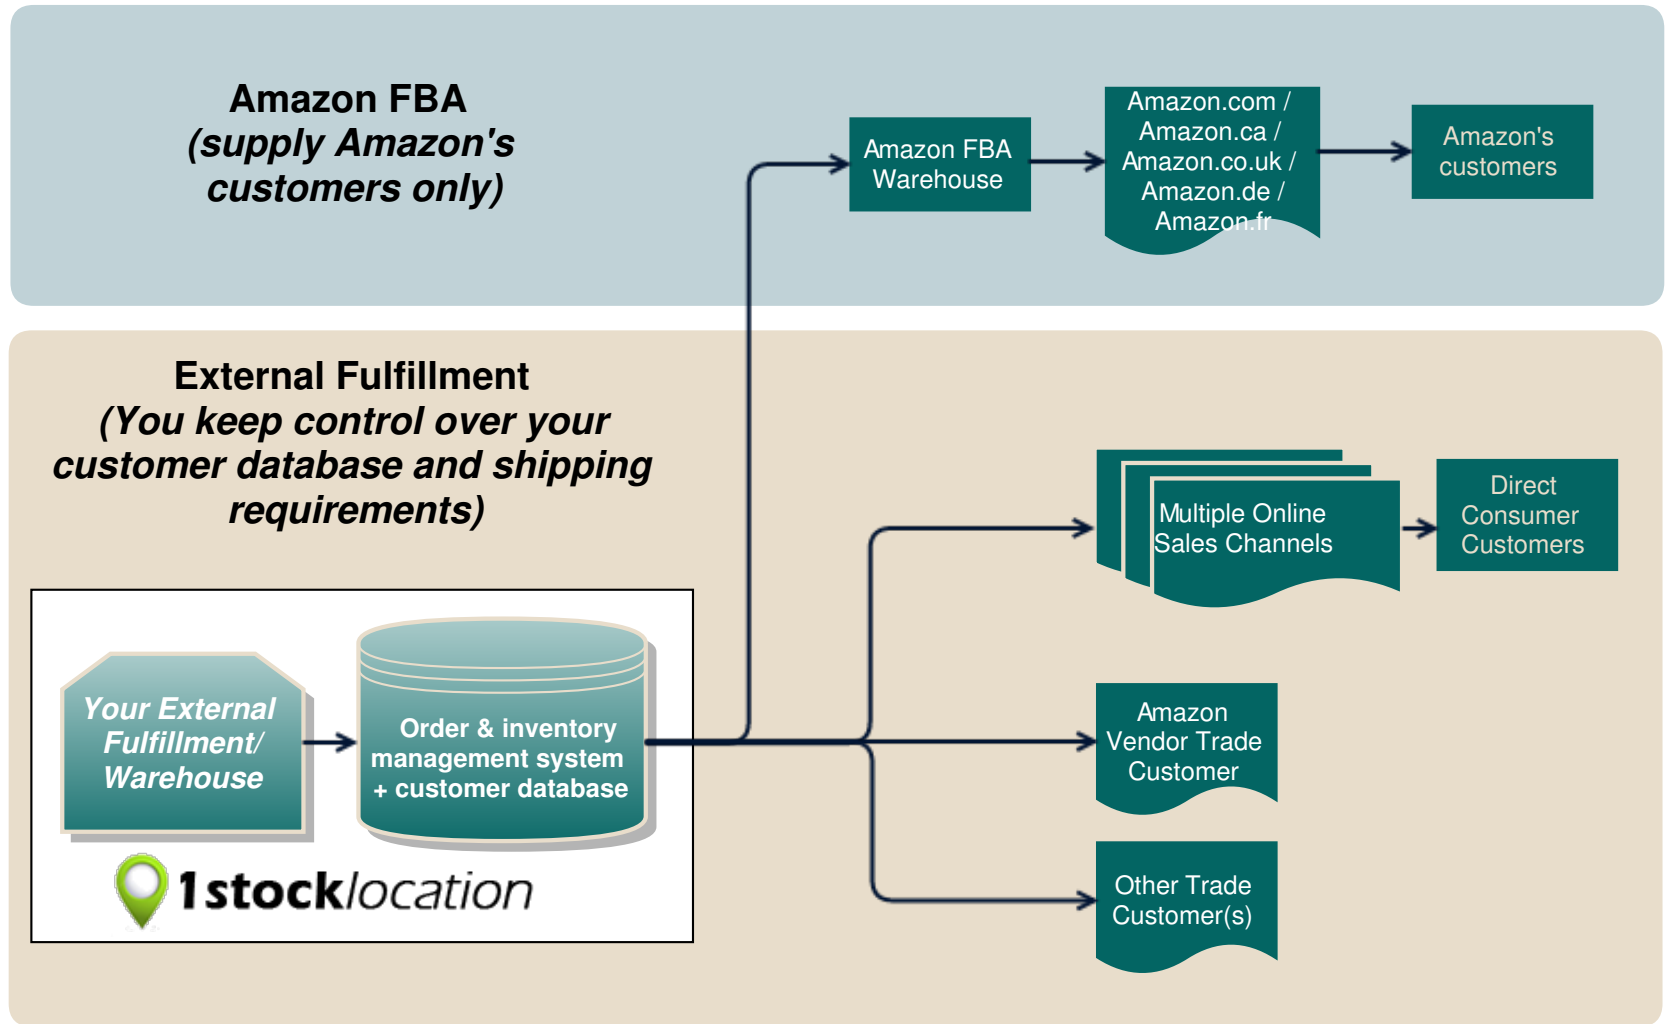 Amazon FBA
(supply Amazon's
customers only)
Amazon FBA
Warehouse
Amazon.com /
Amazon.ca /
Amazon.co.uk /
Amazon.de /
Amazon.fr
Amazon's
customers
External Fulfillment
(You keep control over your
customer database and shipping
requirements)
Multiple Online
Sales Channels
Direct
Consumer
Customers
Your External
Fulfillment/
Warehouse
Order & inventory
management system
+ customer database
Amazon
Vendor Trade
Customer
Other Trade
Customer(s)
1stocklocation